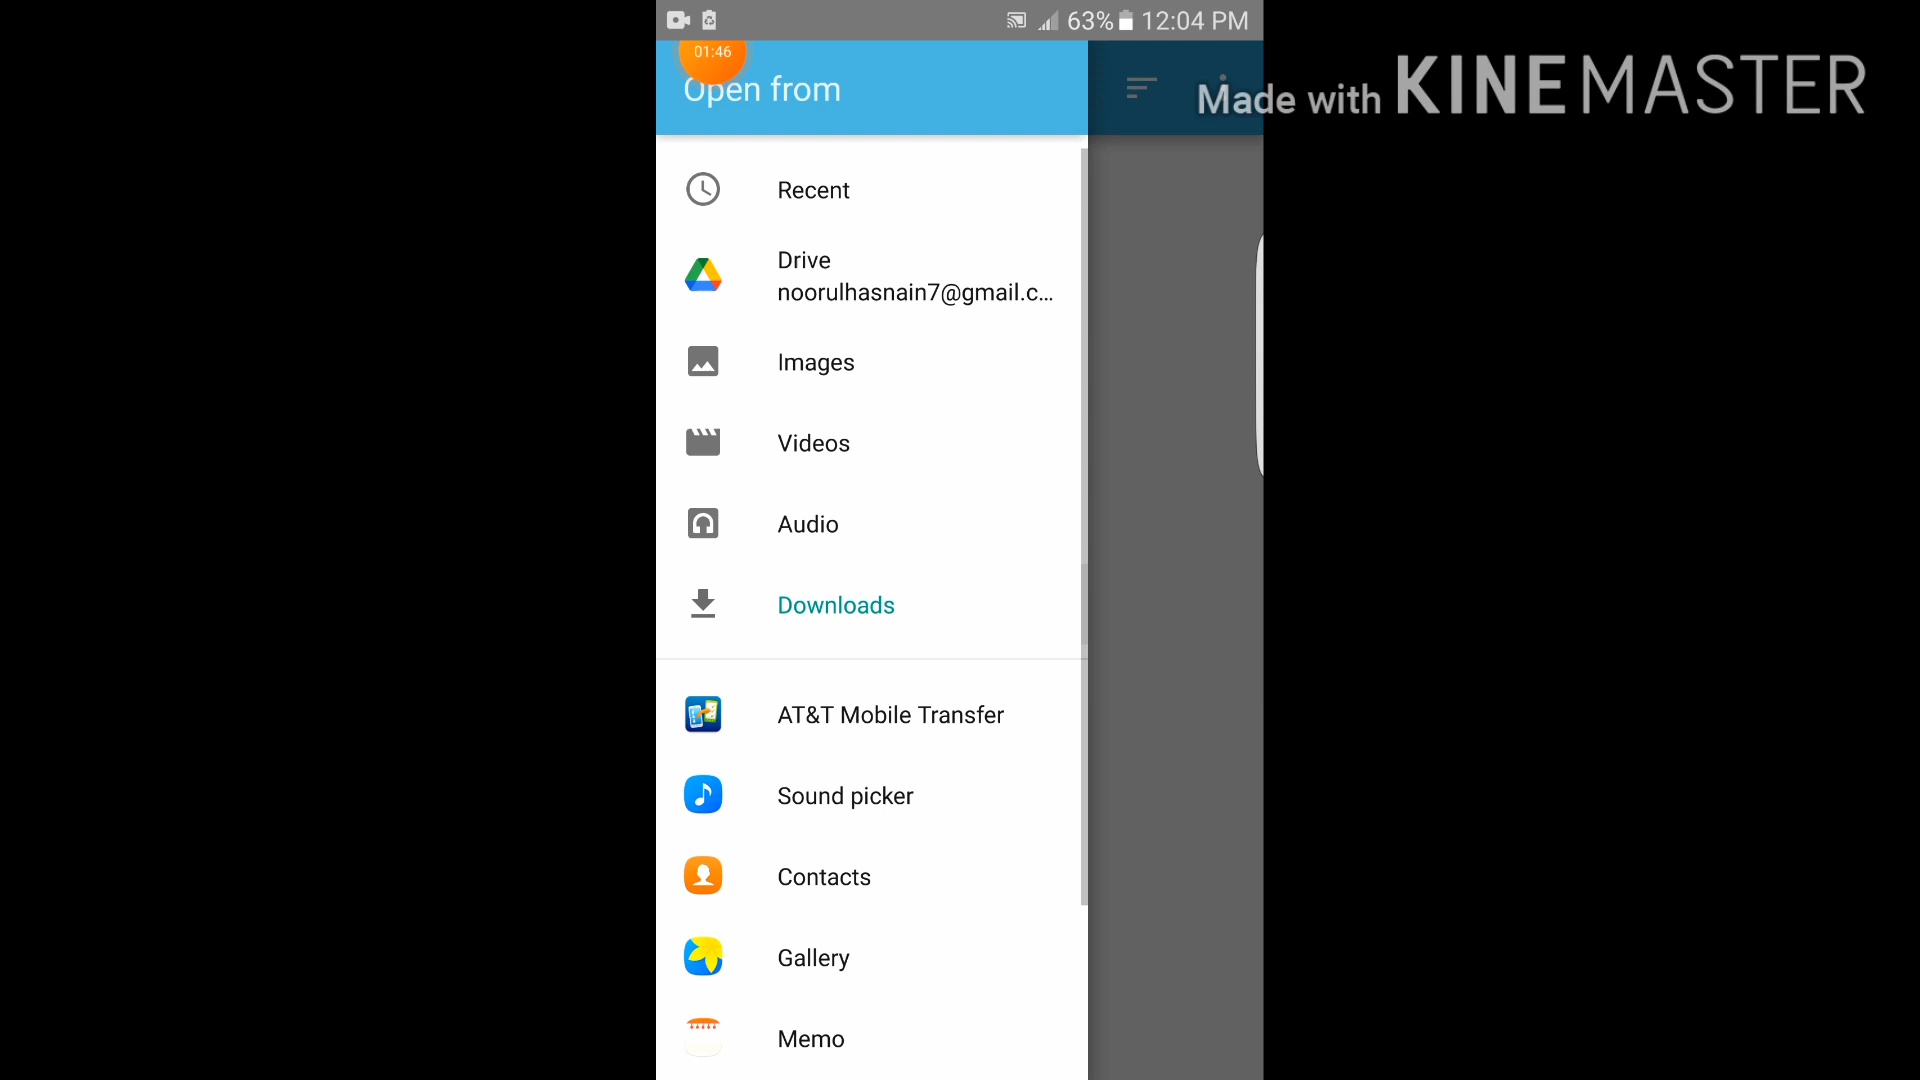 63% 12:04 PM
01:46
Open from
Made with KINEMASTER
Recent
Drive
noorulhasnain7@gmail.c...
Images
Videos
Audio
Downloads
AT&T Mobile Transfer
Sound picker
Contacts
Gallery
Memo